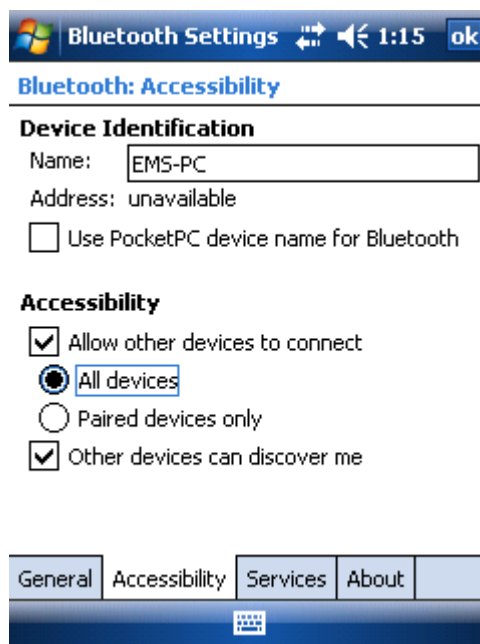 Bluetooth Settings 1:15 ok
Bluetooth: Accessibility
Device Identification
Name: EMS-PC
Address: unavailable
Use PocketPC device name for Bluetooth
Accessibility
Allow other devices to connect
All devices
Paired devices only
Other devices can discover me
General Accessibility Services About